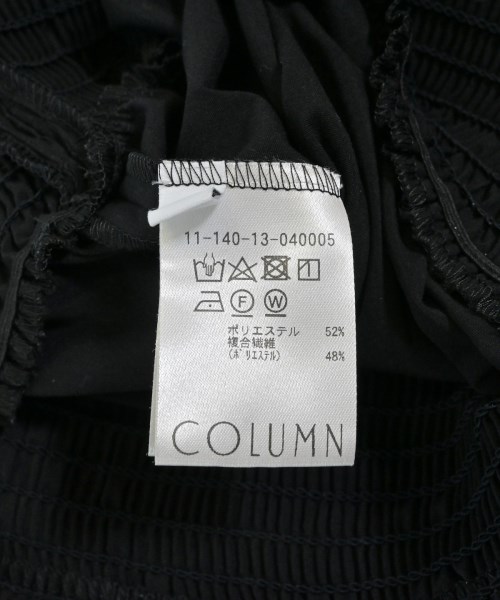 11-140-13-040005
F W
ポリエステル 52%
複合繊維
(ポリエステル) 48%
COLUMN